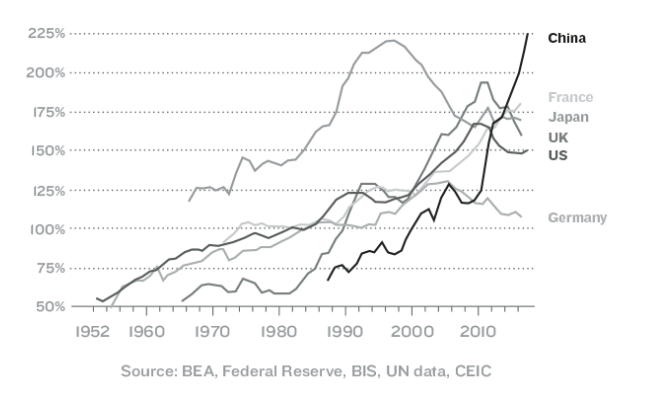 225%
China
200%
France
175%
Japan
UK
150%
US
125%
Germany
100%
75%
50%
1952 1960 1970 1980 1990 2000 2010
Source: BEA, Federal Reserve, BIS, UN data, CEIC